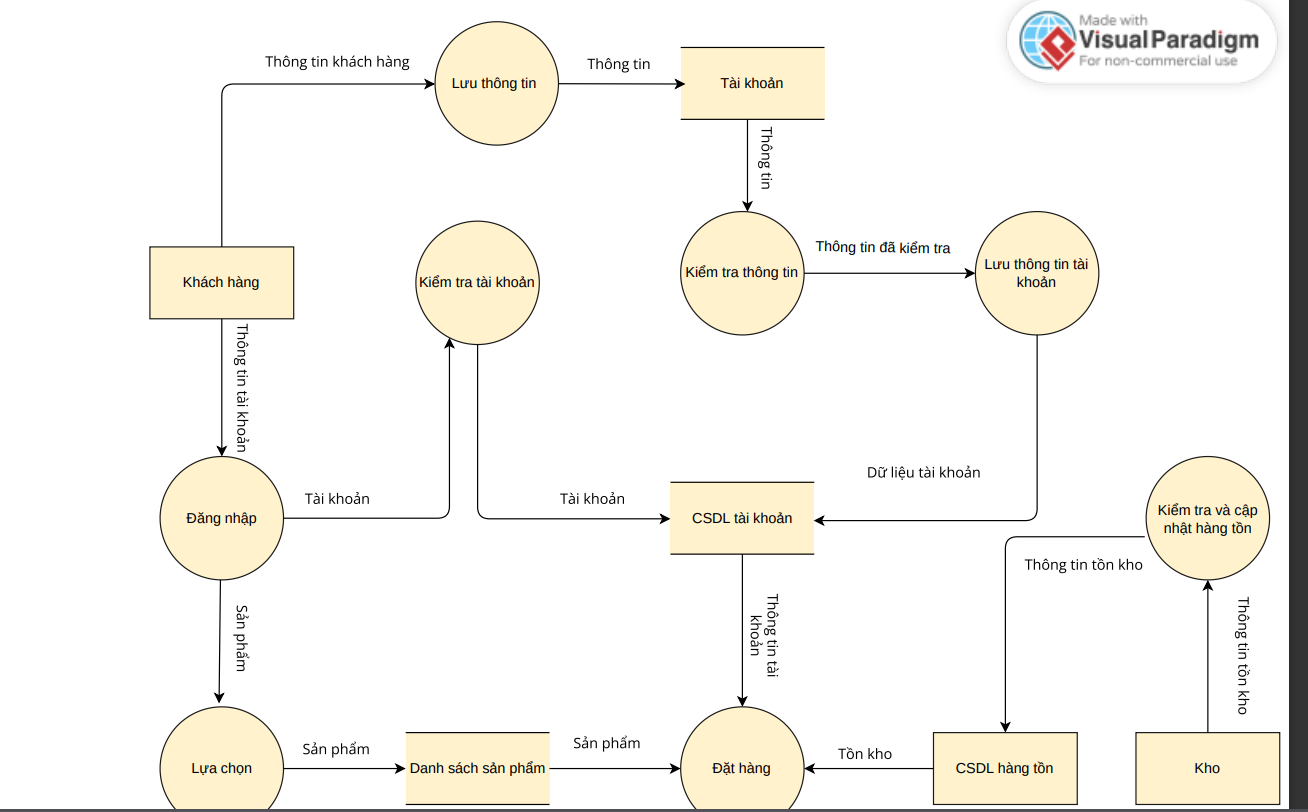 Made with
Visual Paradigm
For non-commercial use
Thông tin khách hàng
Lưu thông tin
Thông tin
Tài khoản
Thông tin
Khách hàng
Kiểm tra tài khoản
Kiểm tra thông tin
Thông tin đã kiểm tra
Lưu thông tin tài
khoản
Thông tin tài khoản
Đăng nhập
Tài khoản
Tài khoản
CSDL tài khoản
Dữ liệu tài khoản
Kiểm tra và cập
nhật hàng tồn
Thông tin tồn kho
Sản phẩm
Thông tin tài
khoản
Thông tin tồn kho
Lựa chọn
Sản phẩm
Danh sách sản phẩm
Sản phẩm
Đặt hàng
Tồn kho
CSDL hàng tồn
Kho